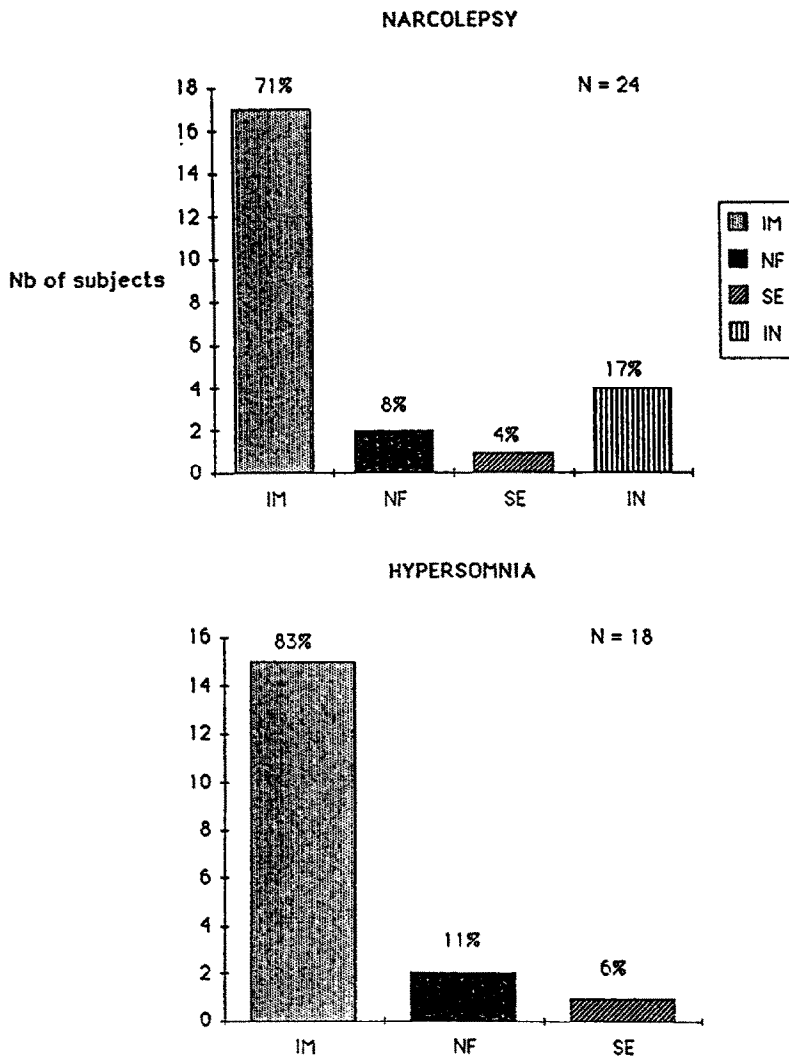 NARCOLEPSY
N = 24
18
16
14
12
10
8
6
4
2
0
Nb of subjects
71%
8%
4%
17%
IM
NF
SE
IN
IM
NF
SE
IN
HYPERSOMNIA
N = 18
16
14
12
10
8
6
4
2
0
83%
11%
6%
IM
NF
SE